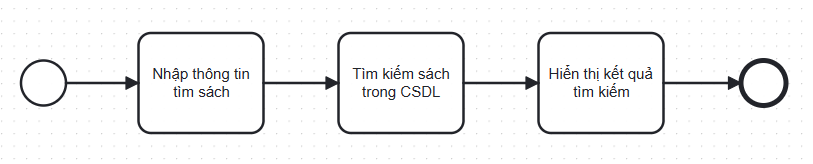 Nhập thông tin
tìm sách
Tìm kiếm sách
trong CSDL
Hiển thị kết quả
tìm kiếm